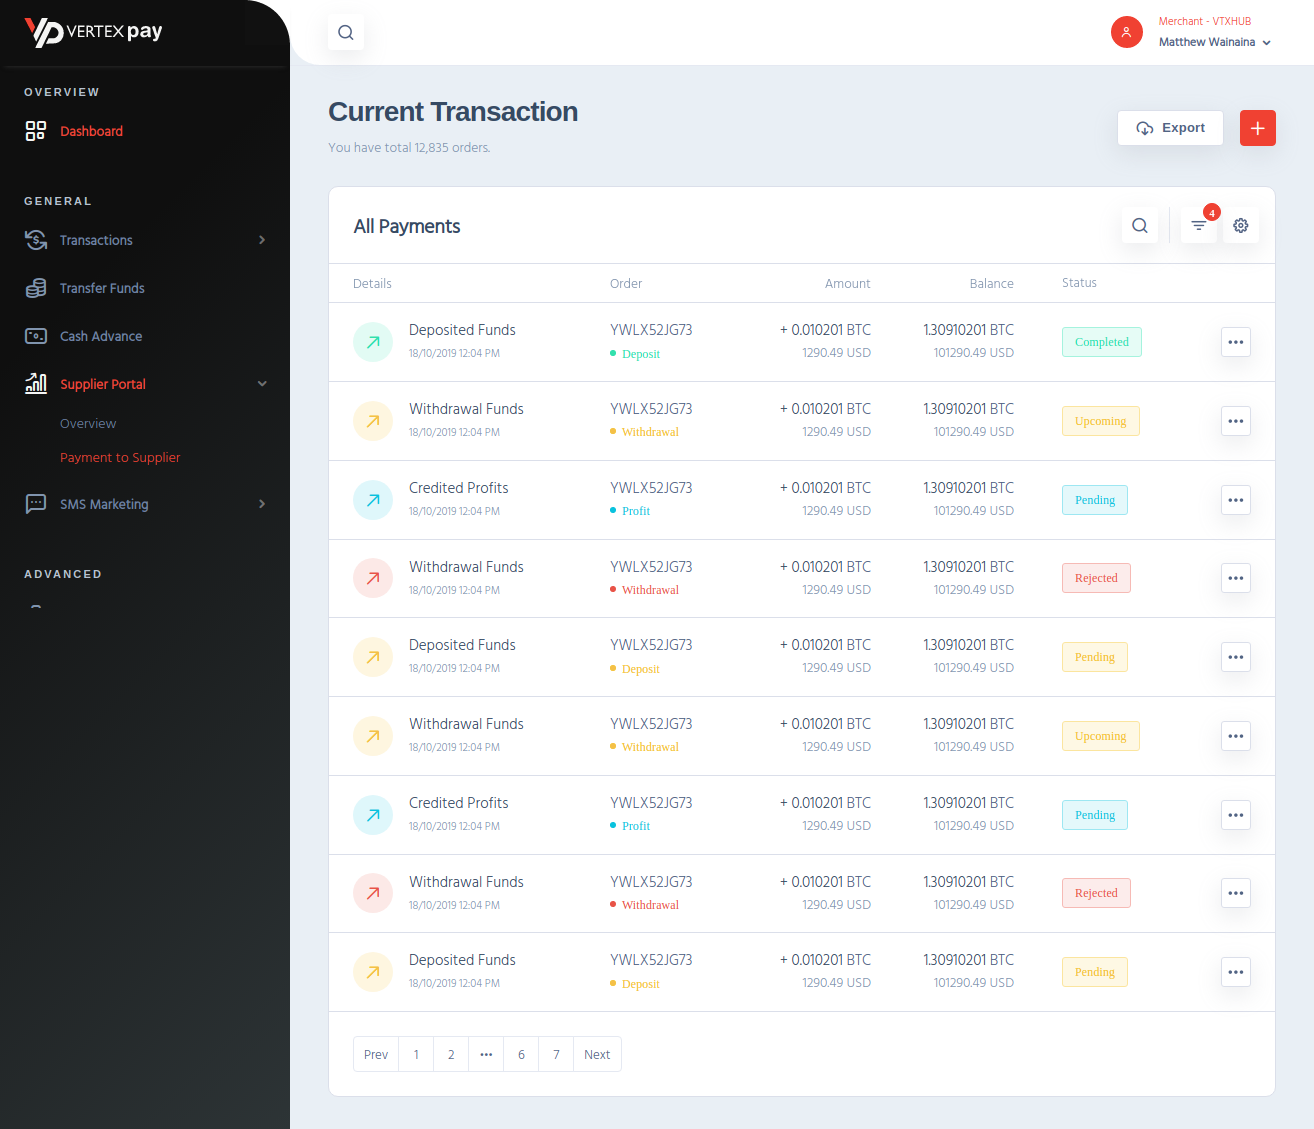 VERTEX pay
OVERVIEW
Dashboard
GENERAL
Transactions
Transfer Funds
Cash Advance
Supplier Portal
Overview
Payment to Supplier
SMS Marketing
ADVANCED
Merchant - VTXHUB
Matthew Wainaina
Current Transaction
You have total 12,835 orders.
Export
All Payments
4
Details Order Amount Balance Status
Deposited Funds YWLX52JG73 + 0.010201 BTC 1.30910201 BTC
18/10/2019 12:04 PM Deposit 1290.49 USD 101290.49 USD Completed
Withdrawal Funds YWLX52JG73 + 0.010201 BTC 1.30910201 BTC
18/10/2019 12:04 PM Withdrawal 1290.49 USD 101290.49 USD Upcoming
Credited Profits YWLX52JG73 + 0.010201 BTC 1.30910201 BTC
18/10/2019 12:04 PM Profit 1290.49 USD 101290.49 USD Pending
Withdrawal Funds YWLX52JG73 + 0.010201 BTC 1.30910201 BTC
18/10/2019 12:04 PM Withdrawal 1290.49 USD 101290.49 USD Rejected
Deposited Funds YWLX52JG73 + 0.010201 BTC 1.30910201 BTC
18/10/2019 12:04 PM Deposit 1290.49 USD 101290.49 USD Pending
Withdrawal Funds YWLX52JG73 + 0.010201 BTC 1.30910201 BTC
18/10/2019 12:04 PM Withdrawal 1290.49 USD 101290.49 USD Upcoming
Credited Profits YWLX52JG73 + 0.010201 BTC 1.30910201 BTC
18/10/2019 12:04 PM Profit 1290.49 USD 101290.49 USD Pending
Withdrawal Funds YWLX52JG73 + 0.010201 BTC 1.30910201 BTC
18/10/2019 12:04 PM Withdrawal 1290.49 USD 101290.49 USD Rejected
Deposited Funds YWLX52JG73 + 0.010201 BTC 1.30910201 BTC
18/10/2019 12:04 PM Deposit 1290.49 USD 101290.49 USD Pending
Prev 1 2 ••• 6 7 Next